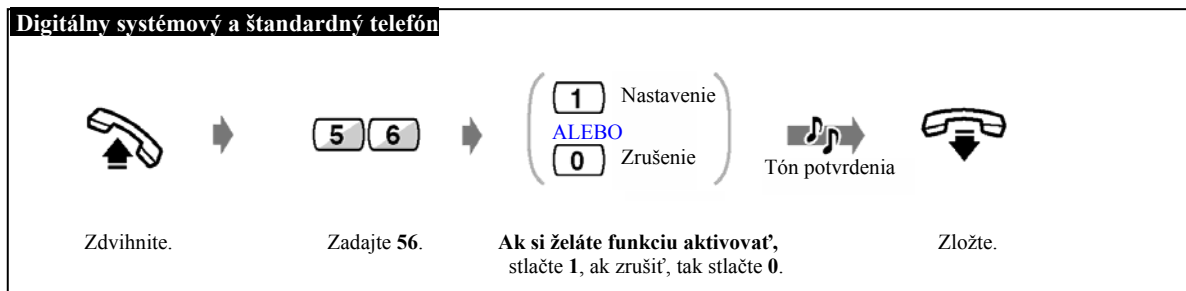 Digitálny systémový a štandardný telefón
1 Nastavenie
5 6
ALEBO
0 Zrušenie
Tón potvrdenia
Zdvihnite.
Zadajte 56.
Ak si želáte funkciu aktivovať,
stlačte 1, ak zrušiť, tak stlačte 0.
Zložte.